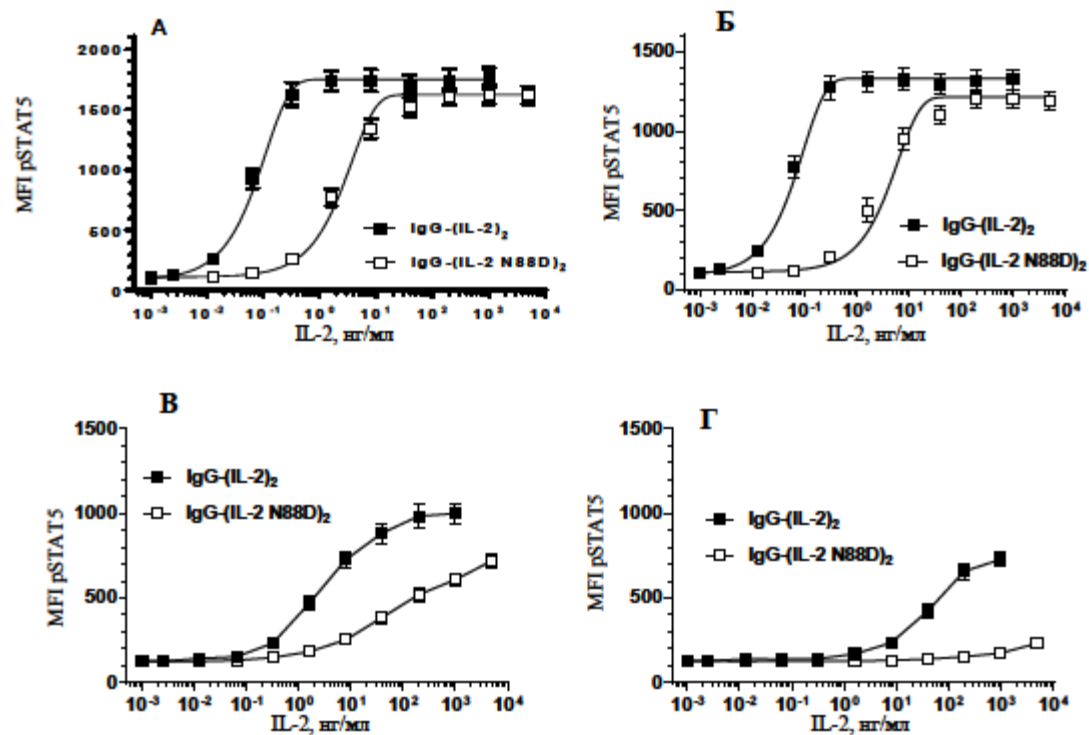 А
MFI pSTAT5
2000
1500
1000
500
0
IgG-(IL-2)₂
IgG-(IL-2 N88D)₂
10⁻³ 10⁻² 10⁻¹ 10⁰ 10¹ 10² 10³ 10⁴
IL-2, нг/мл
Б
MFI pSTAT5
1500
1000
500
0
IgG-(IL-2)₂
IgG-(IL-2 N88D)₂
10⁻³ 10⁻² 10⁻¹ 10⁰ 10¹ 10² 10³ 10⁴
IL-2, нг/мл
В
MFI pSTAT5
1500
1000
500
0
IgG-(IL-2)₂
IgG-(IL-2 N88D)₂
10⁻³ 10⁻² 10⁻¹ 10⁰ 10¹ 10² 10³ 10⁴
IL-2, нг/мл
Г
MFI pSTAT5
1500
1000
500
0
IgG-(IL-2)₂
IgG-(IL-2 N88D)₂
10⁻³ 10⁻² 10⁻¹ 10⁰ 10¹ 10² 10³ 10⁴
IL-2, нг/мл